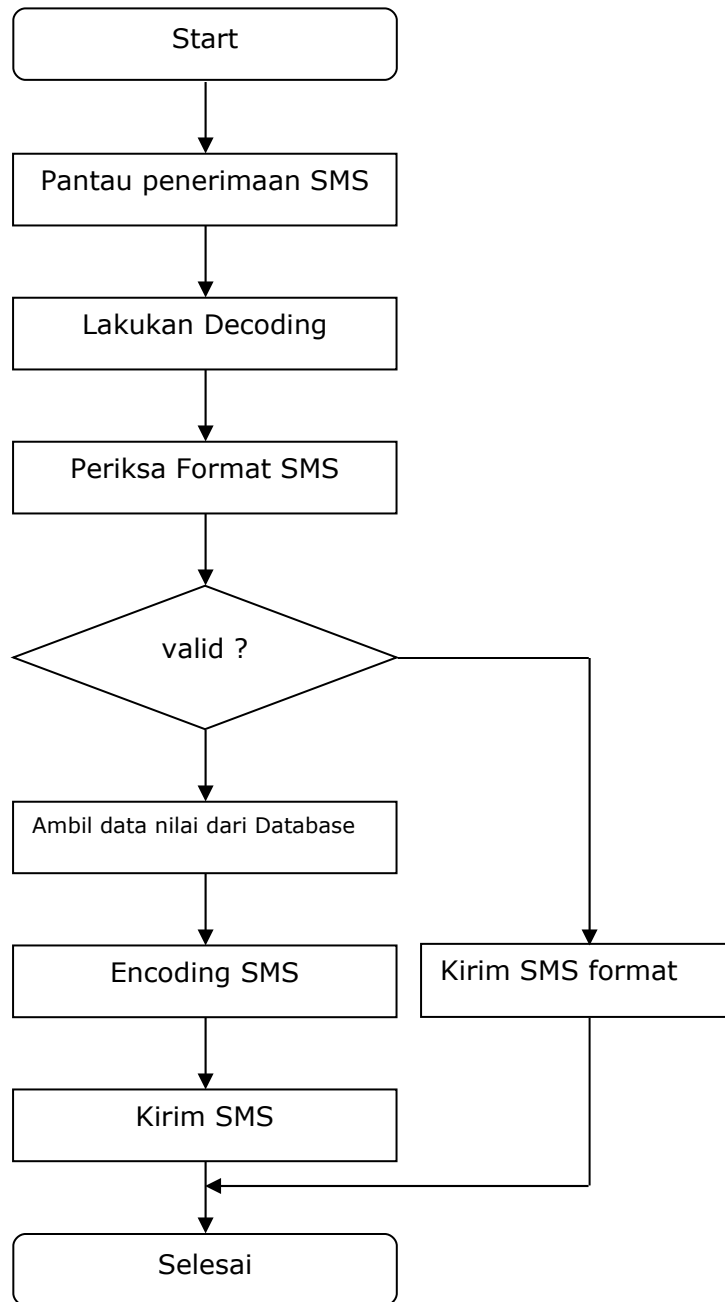 Start
Pantau penerimaan SMS
Lakukan Decoding
Periksa Format SMS
valid ?
Ambil data nilai dari Database
Encoding SMS
Kirim SMS format
Kirim SMS
Selesai